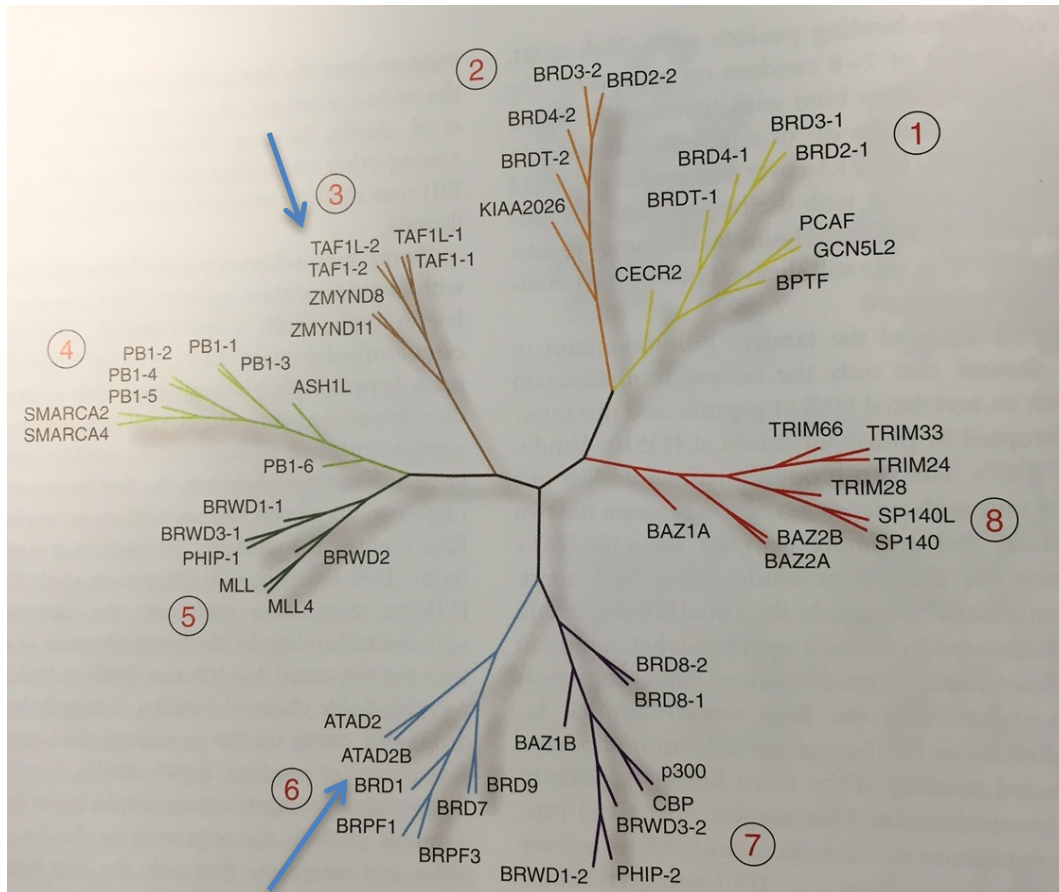 2
BRD3-2
BRD2-2
BRD4-2
BRDT-2
KIAA2026
1
BRD3-1
BRD2-1
BRD4-1
BRDT-1
PCAF
GCN5L2
BPTF
CECR2
3
TAF1L-2
TAF1L-1
TAF1-2
TAF1-1
ZMYND8
ZMYND11
4
PB1-2
PB1-1
PB1-4
PB1-3
PB1-5
ASH1L
SMARCA2
SMARCA4
PB1-6
TRIM66
TRIM33
TRIM24
TRIM28
SP140L
SP140
BAZ1A
BAZ2B
BAZ2A
8
BRWD1-1
BRWD3-1
PHIP-1
BRWD2
MLL
MLL4
5
BRD8-2
BRD8-1
BAZ1B
p300
CBP
BRWD3-2
PHIP-2
BRWD1-2
7
ATAD2
ATAD2B
BRD1
BRD9
BRD7
BRPF1
BRPF3
6